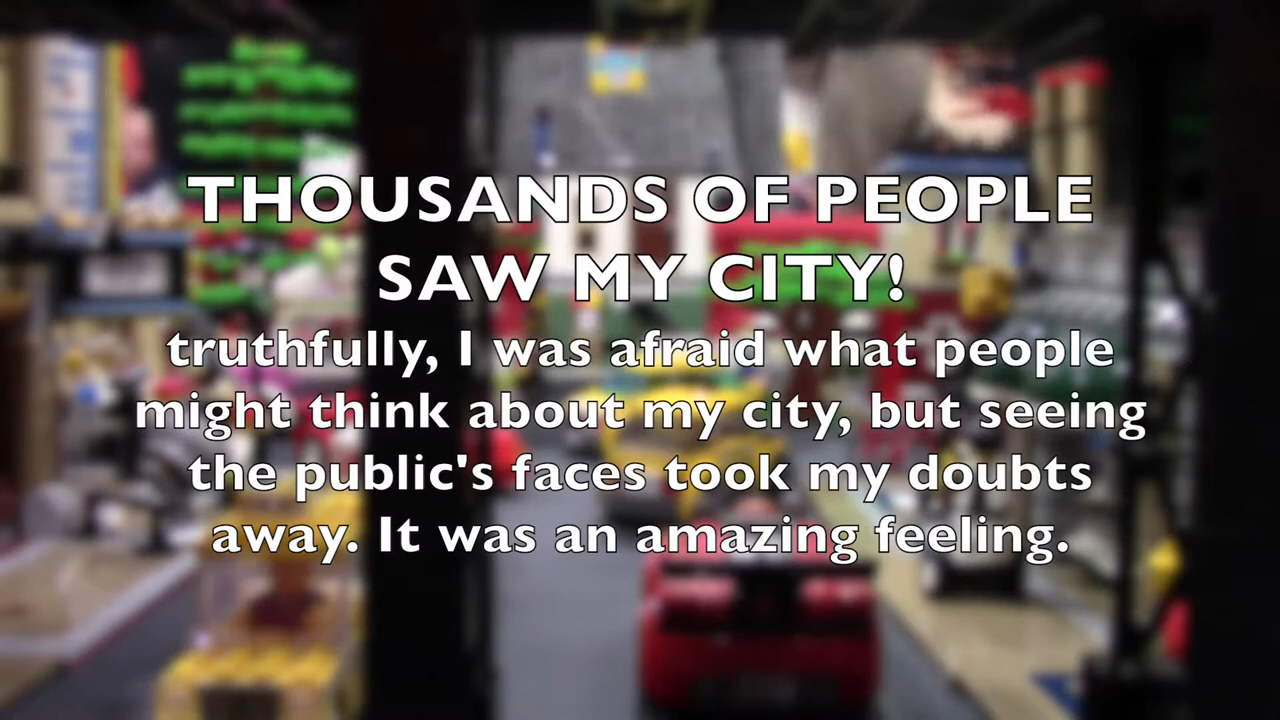 THOUSANDS OF PEOPLE
SAW MY CITY!
truthfully, I was afraid what people
might think about my city, but seeing
the public's faces took my doubts
away. It was an amazing feeling.